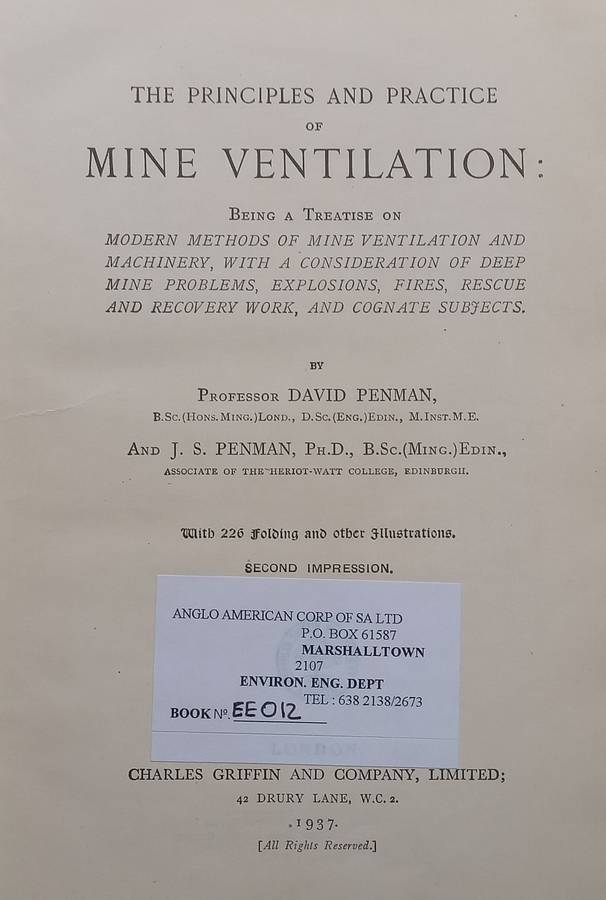 THE PRINCIPLES AND PRACTICE
OF
MINE VENTILATION:
BEING A TREATISE ON
MODERN METHODS OF MINE VENTILATION AND
MACHINERY, WITH A CONSIDERATION OF DEEP
MINE PROBLEMS, EXPLOSIONS, FIRES, RESCUE
AND RECOVERY WORK, AND COGNATE SUBJECTS.
BY
PROFESSOR DAVID PENMAN,
B.SC.(HONS.MING.)LOND., D.SC.(ENG.)EDIN., M.INST.M.E.
AND J. S. PENMAN, PH.D., B.SC.(MING.)EDIN.,
ASSOCIATE OF THE HERIOT-WATT COLLEGE, EDINBURGH.
With 226 Folding and other Illustrations.
SECOND IMPRESSION.
ANGLO AMERICAN CORP OF SA LTD
P.O. BOX 61587
MARSHALLTOWN
2107
ENVIRON. ENG. DEPT
TEL : 638 2138/2673
BOOK Nº. EE012
LONDON
CHARLES GRIFFIN AND COMPANY, LIMITED;
42 DRURY LANE, W.C. 2.
1937.
[All Rights Reserved.]